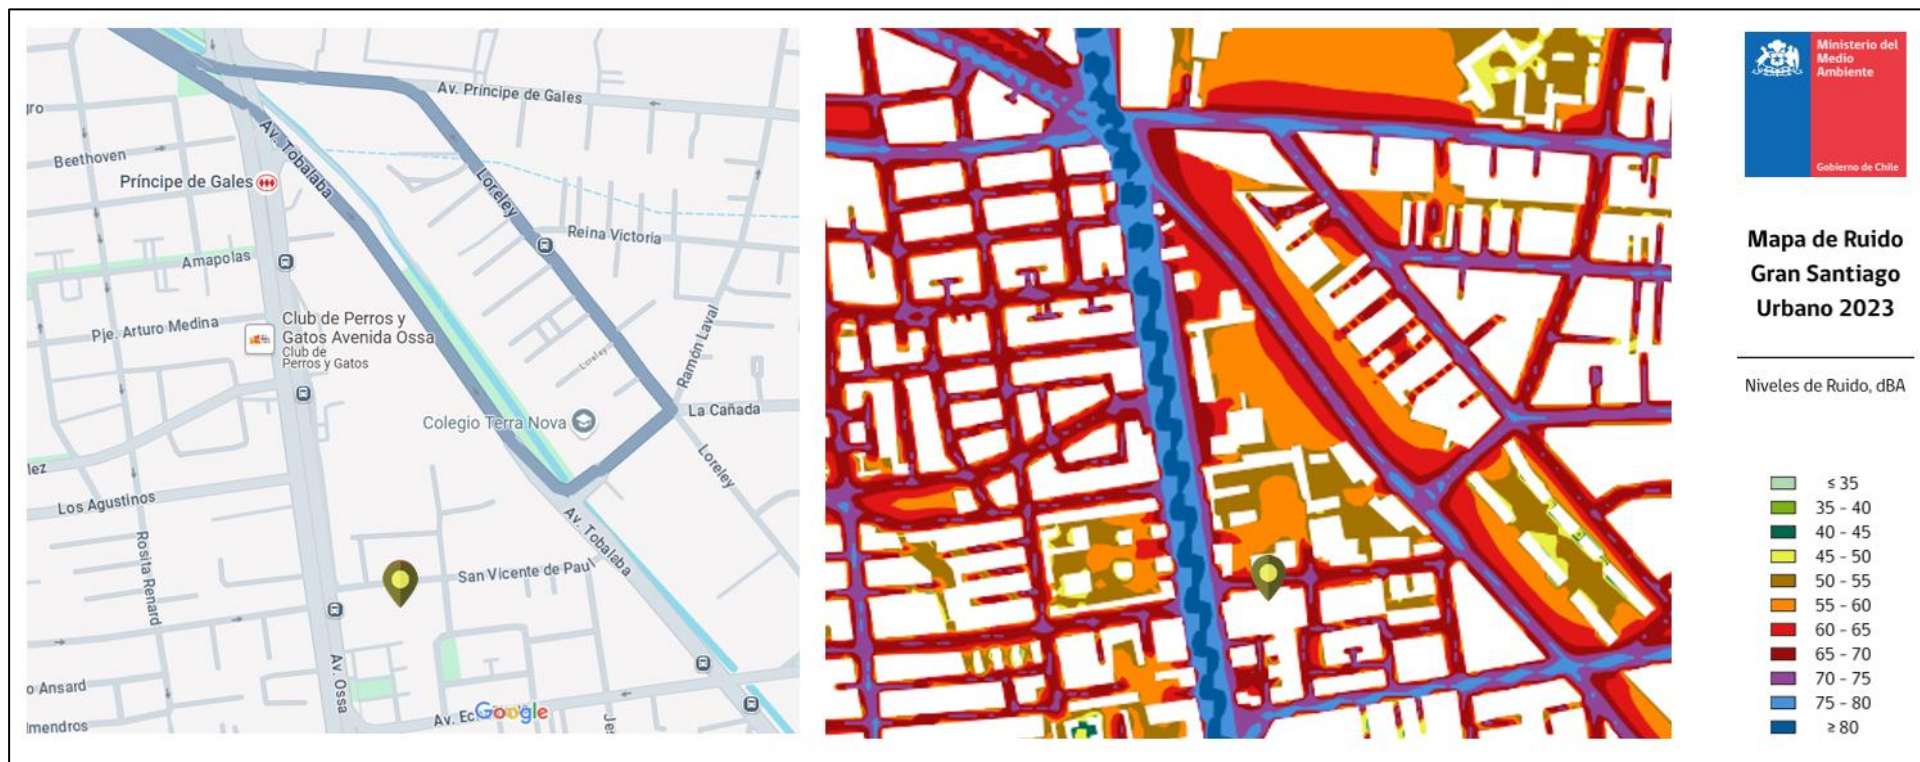 Av. Príncipe de Gales
Av. Tobalaba
Beethoven
Príncipe de Gales
Loreley
Reina Victoria
Amapolas
Pje. Arturo Medina
Club de Perros y
Gatos Avenida Ossa
Club de
Perros y Gatos
Loreley
Ramón Laval
Colegio Terra Nova
La Cañada
lez
Los Agustinos
Loreley
Rosita Renard
Av. Tobalaba
San Vicente de Paul
Av. Ossa
o Ansard
Av. Ec
Google
lmendros
Ministerio del
Medio
Ambiente
Gobierno de Chile
Mapa de Ruido
Gran Santiago
Urbano 2023
Niveles de Ruido, dBA
≤ 35
35 - 40
40 - 45
45 - 50
50 - 55
55 - 60
60 - 65
65 - 70
70 - 75
75 - 80
≥ 80